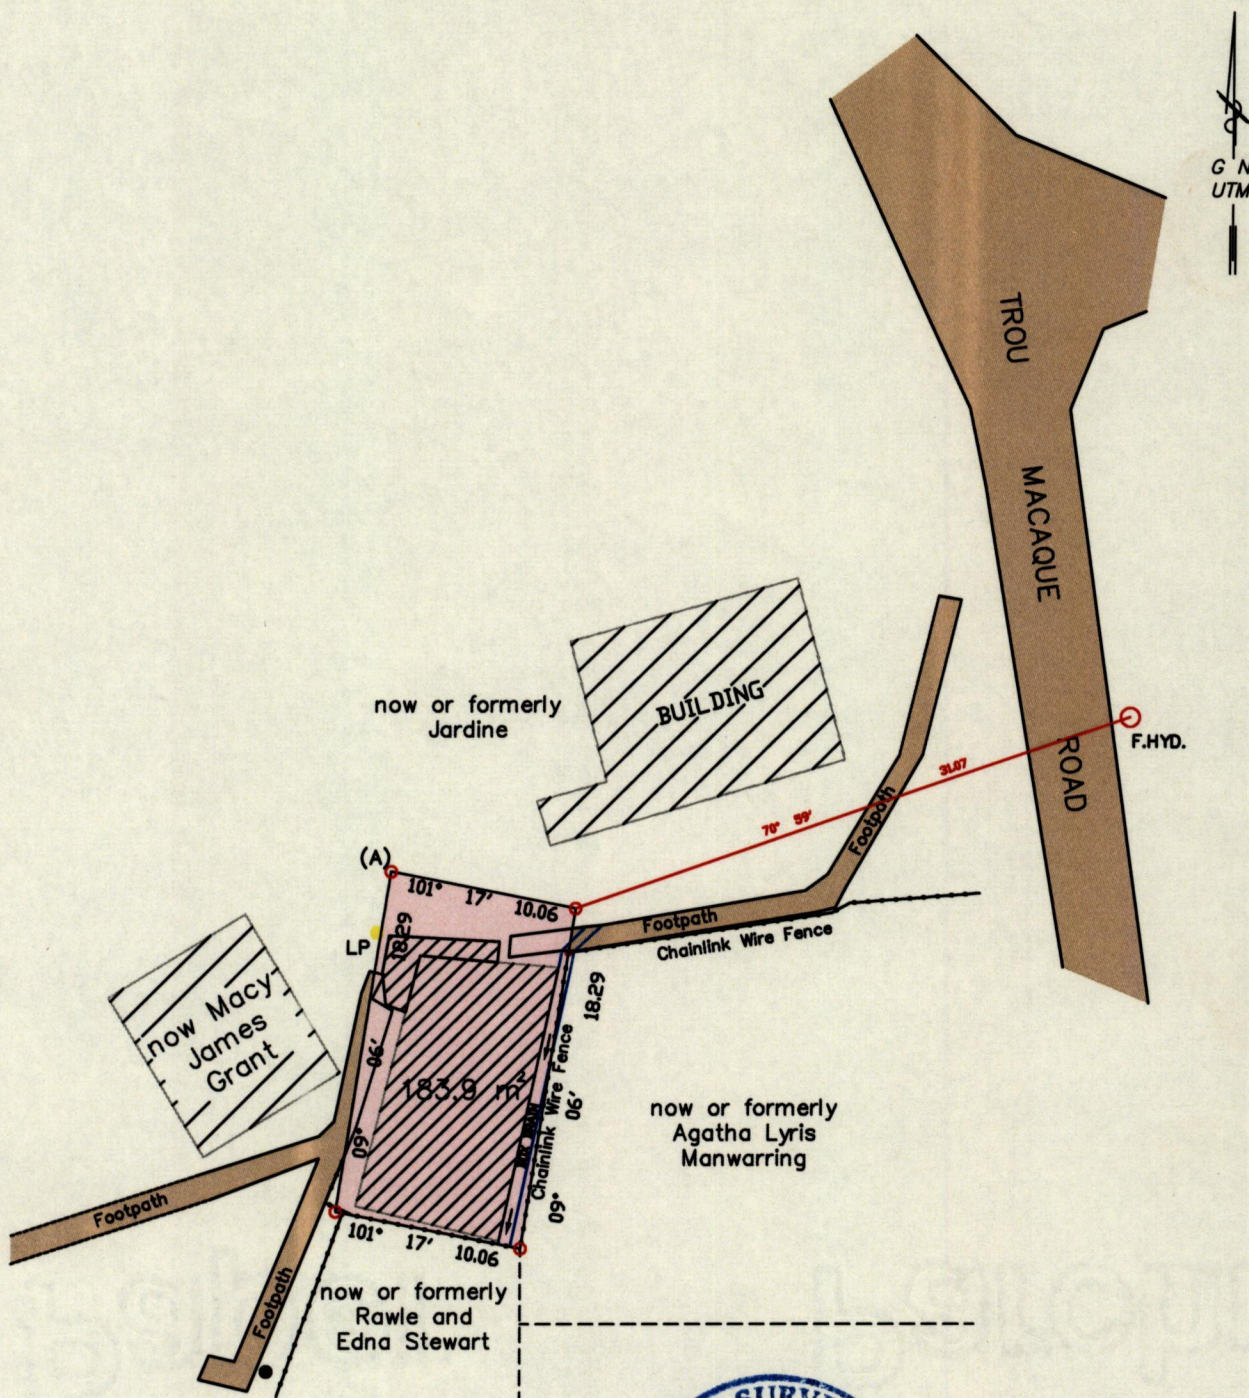 G N
UTM
TROU
MACAQUE
ROAD
now or formerly
Jardine
BUILDING
F.HYD.
31.07
70° 59'
Footpath
(A)
101° 17' 10.06
Footpath
Chainlink Wire Fence
LP
18.29
06'
09°
183.9 m²
18.29
06'
09°
Chainlink Wire Fence
now Macy
James
Grant
now or formerly
Agatha Lyris
Manwarring
Footpath
101° 17' 10.06
Footpath
now or formerly
Rawle and
Edna Stewart